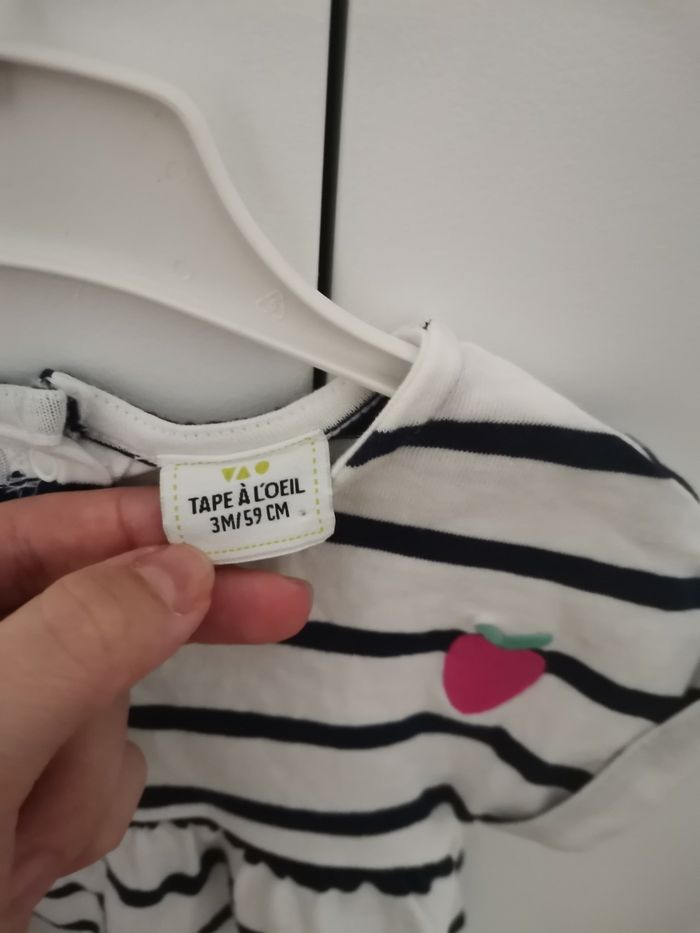 TAPE À L'OEIL
3M/59 CM